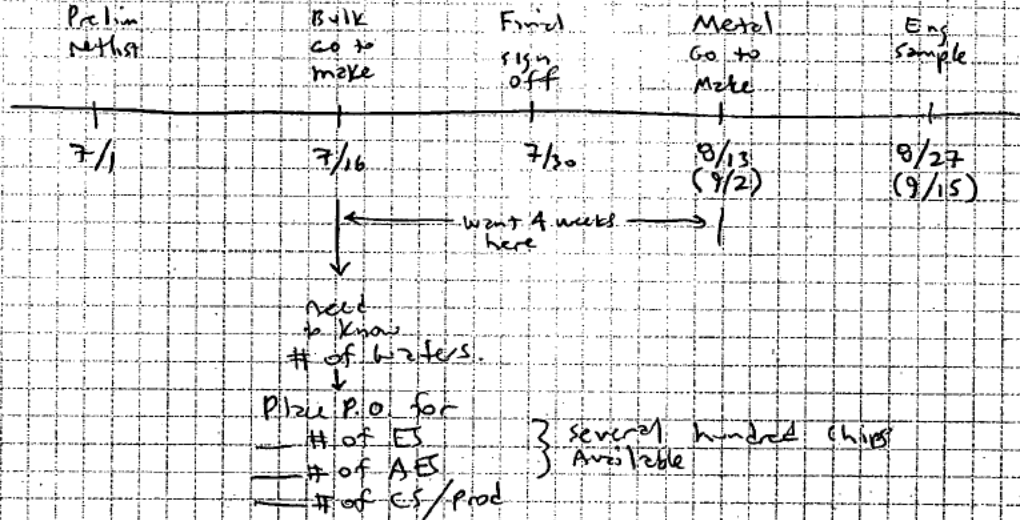 Prelim
Netlist
Bulk
Go to
make
Final
sign
off
Metal
Go to
Make
Eng
sample
7/1
7/16
7/30
8/13
(9/2)
8/27
(9/15)
want 4 weeks
here
need
to know
# of wafers.
Place P.O. for
# of ES
# of AES
# of CS/Prod
several hundred chips
Available